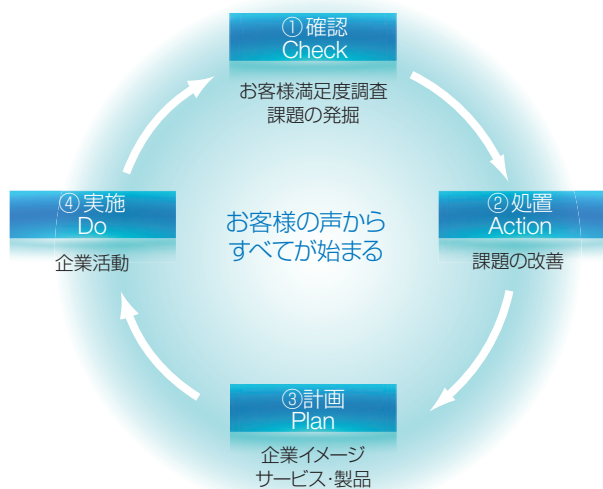 ①確認
Check
お客様満足度調査
課題の発掘
②処置
Action
課題の改善
③計画
Plan
企業イメージ
サービス・製品
④実施
Do
企業活動
お客様の声から
すべてが始まる